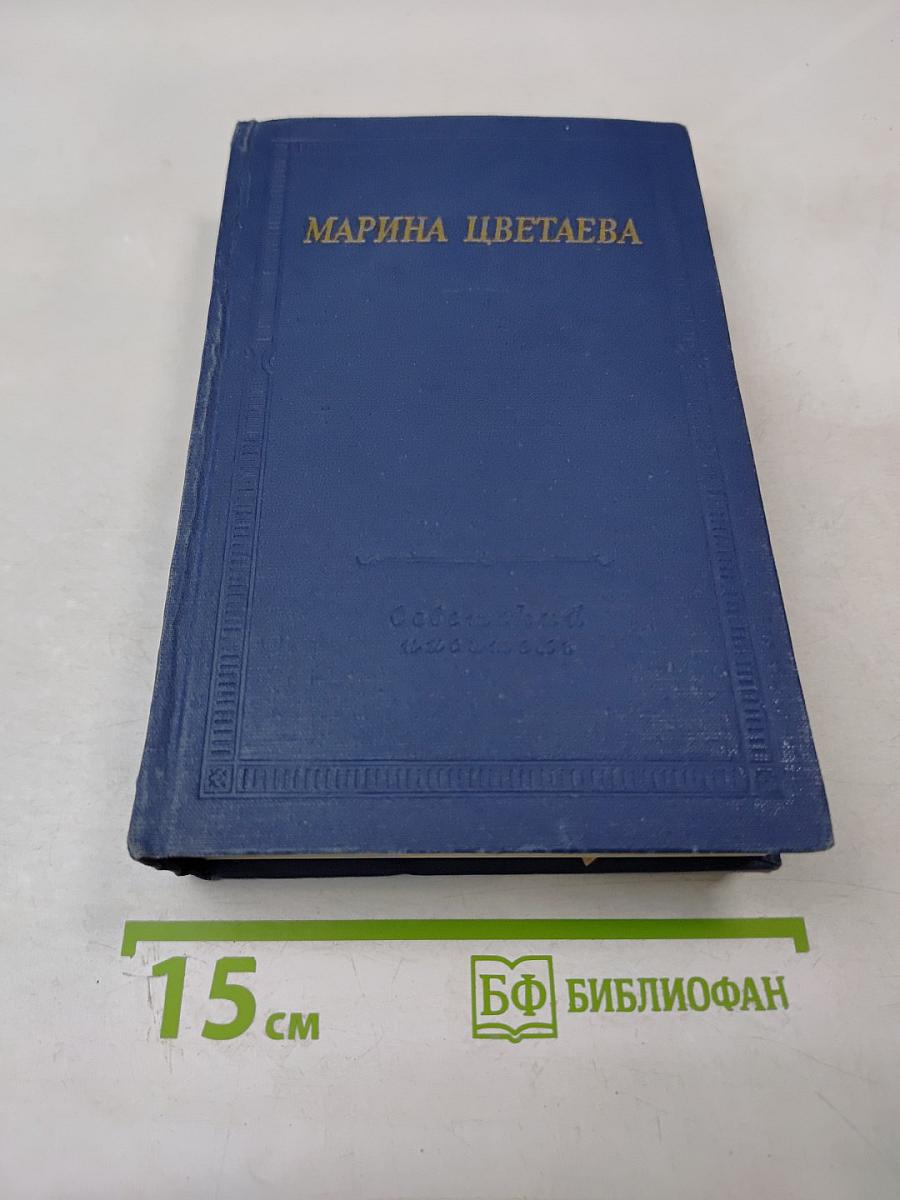 МАРИНА ЦВЕТАЕВА
Советский
писатель
15 см
БФ БИБЛИОФАН